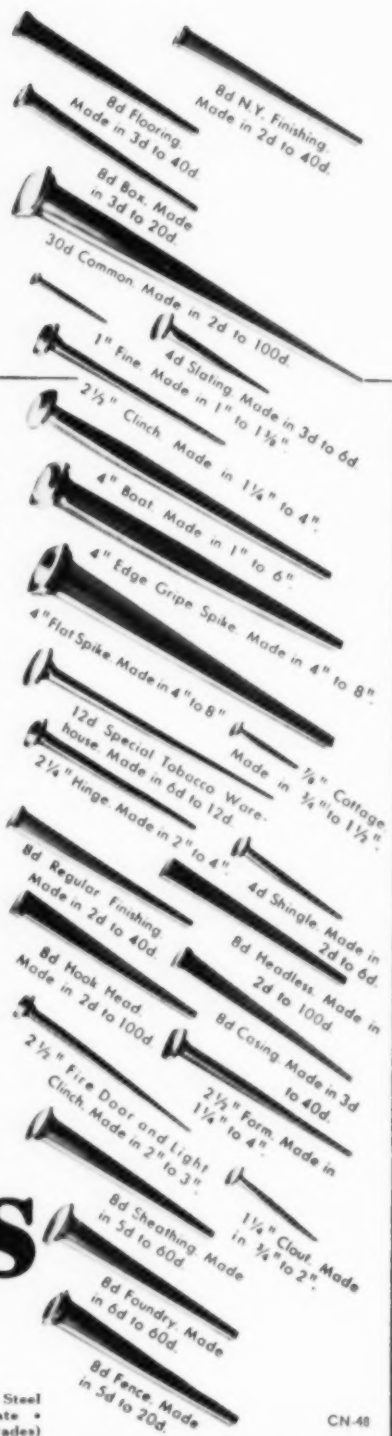 8d Flooring.
Made in 3d to 40d.
8d N.Y. Finishing.
Made in 2d to 40d.
8d Box. Made
in 3d to 20d.
30d Common. Made in 2d to 100d.
1" Fine. Made in 1" to 1⅛".
4d Slating. Made in 3d to 6d.
2½" Clinch. Made in 1¼" to 4".
4" Boat. Made in 1" to 6".
4" Edge Gripe Spike. Made in 4" to 8".
4" Flat Spike Made in 4" to 8"
12d Special Tobacco Ware-
house. Made in 6d to 12d.
⅞" Cottage
Made in ¾" to 1½".
2¼" Hinge. Made in 2" to 4".
4d Shingle. Made in
2d to 6d.
8d Regular Finishing.
Made in 2d to 40d.
8d Headless. Made in
2d to 100d.
8d Hook Head.
Made in 2d to 100d.
8d Casing. Made in 3d
to 40d.
2½" Fire Door and Light
Clinch. Made in 2" to 3".
2½" Form. Made in
1¼" to 4".
8d Sheathing. Made
in 5d to 60d.
1¼" Clout. Made
in ¾" to 2".
S
8d Foundry. Made
in 6d to 60d.
8d Fence. Made
in 5d to 20d.
Steel
ate •
ades)
CN-48